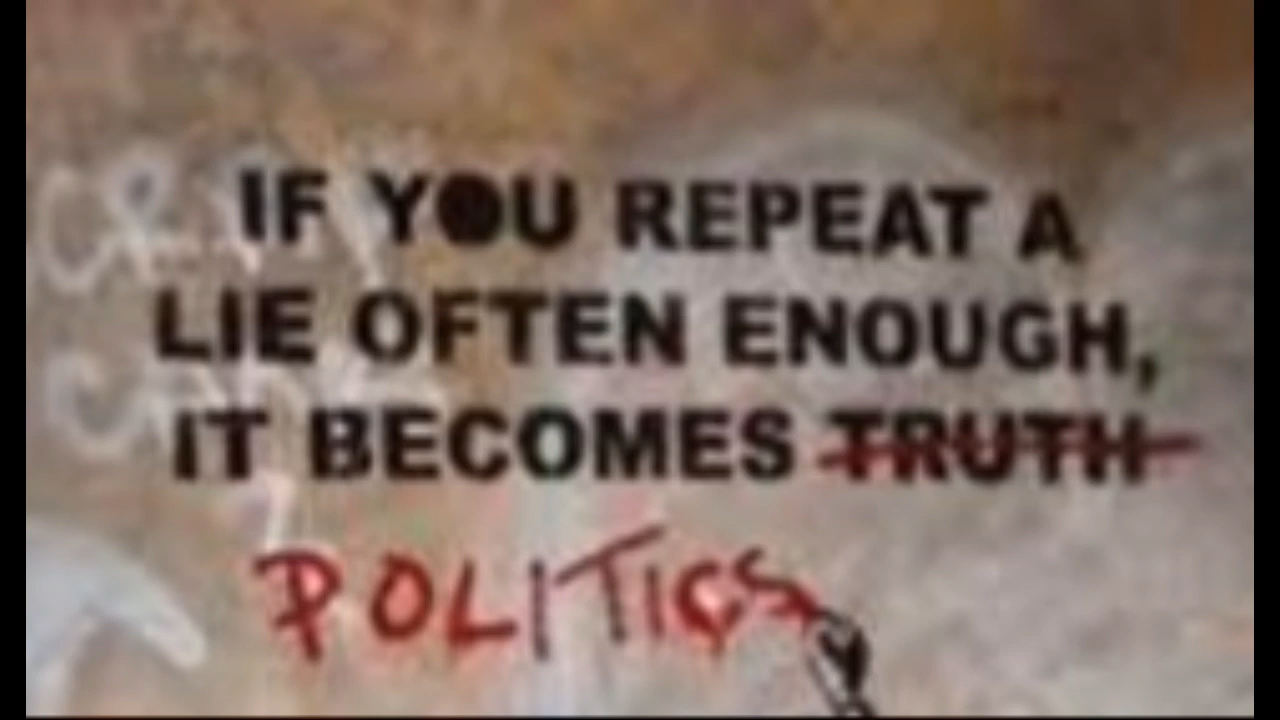 IF YOU REPEAT A
LIE OFTEN ENOUGH,
IT BECOMES TRUTH
POLITICS